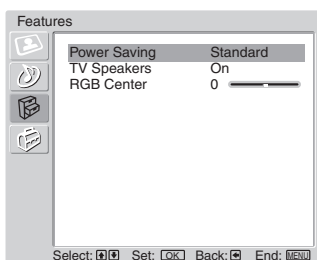 Features
Power Saving Standard
TV Speakers On
RGB Center 0
Select: Set: OK Back: End: MENU